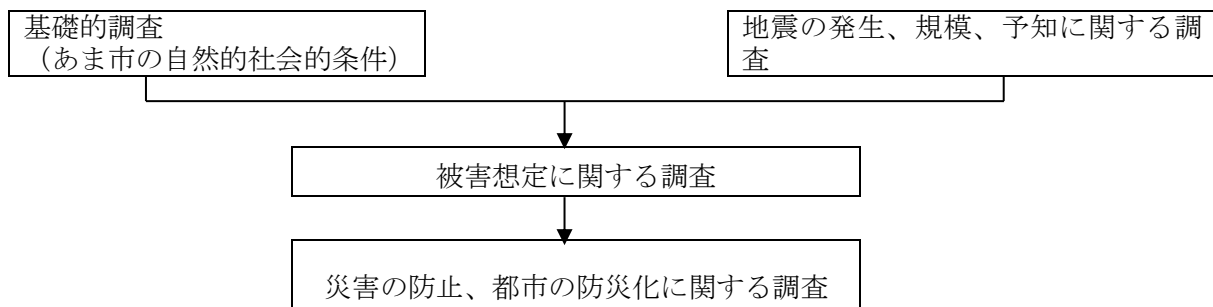 基礎的調査
（あま市の自然的社会的条件）
地震の発生、規模、予知に関する調
査
被害想定に関する調査
災害の防止、都市の防災化に関する調査